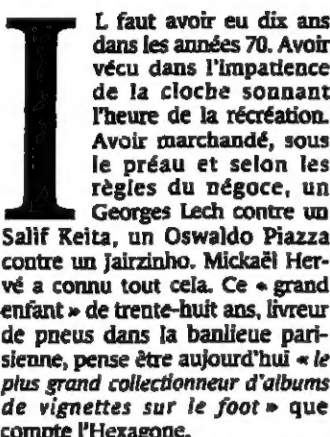 IL faut avoir eu dix ans
dans les années 70. Avoir
vécu dans l'impatience
de la cloche sonnant
l'heure de la récréation.
Avoir marchandé, sous
le préau et selon les
règles du négoce, un
Georges Lech contre un
Salif Keita, un Oswaldo Piazza
contre un Jairzinho. Mickaël Her-
vé a connu tout cela. Ce « grand
enfant » de trente-huit ans, livreur
de pneus dans la banlieue pari-
sienne, pense être aujourd'hui « le
plus grand collectionneur d'albums
de vignettes sur le foot » que
compte l'Hexagone.